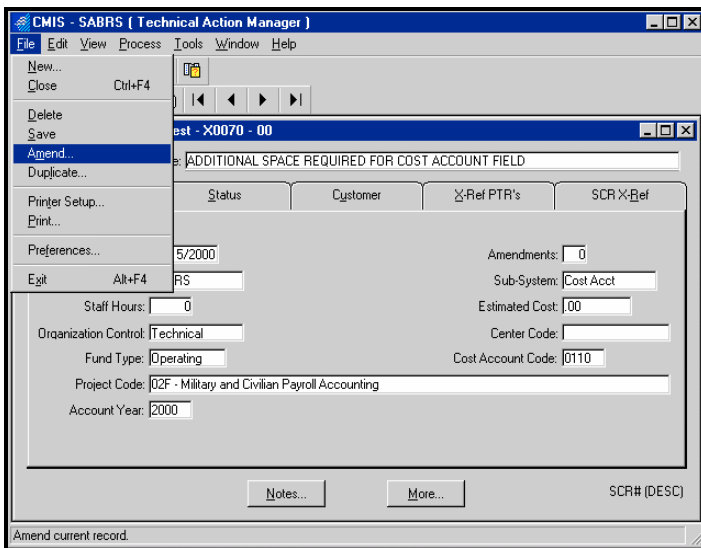 CMIS - SABRS ( Technical Action Manager )
File Edit View Process Tools Window Help
New...
Close Ctrl+F4
Delete
Save
Amend...
Duplicate...
Printer Setup...
Print...
Preferences...
Exit Alt+F4
est - X0070 - 00
e: ADDITIONAL SPACE REQUIRED FOR COST ACCOUNT FIELD
Status Customer X-Ref PTR's SCR X-Ref
5/2000 Amendments: 0
RS Sub-System: Cost Acct
Staff Hours: 0 Estimated Cost: .00
Organization Control: Technical Center Code:
Fund Type: Operating Cost Account Code: 0110
Project Code: 02F - Military and Civilian Payroll Accounting
Account Year: 2000
Notes... More... SCR# (DESC)
Amend current record.